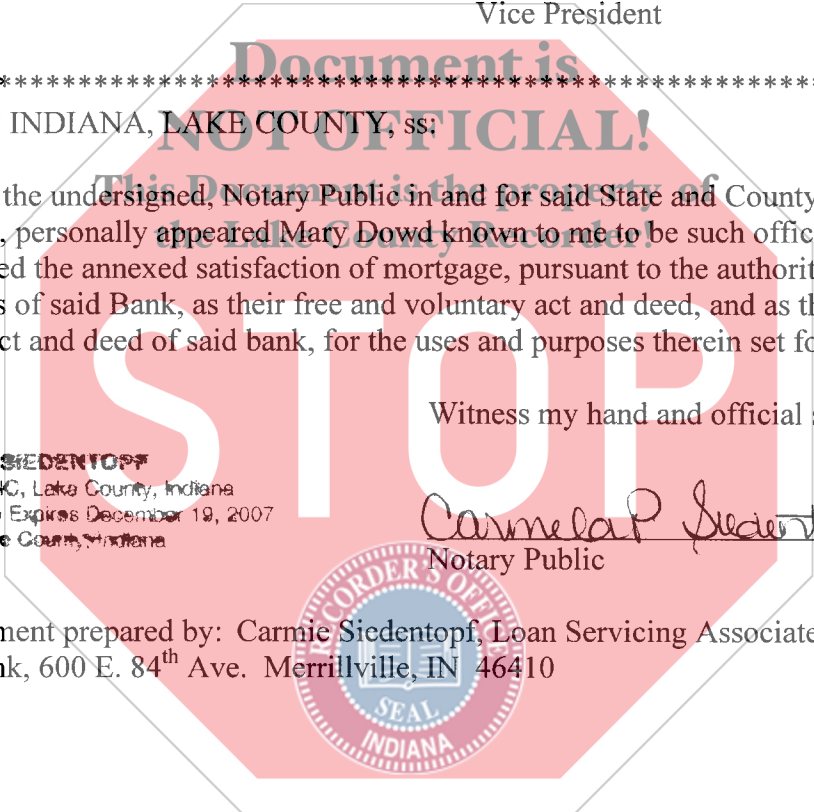 Vice President
Document is
******************************************************************
INDIANA, LAKE COUNTY, ss:
NOT OFFICIAL!
the undersigned, Notary Public in and for said State and County
This Document is the property of
, personally appeared Mary Dowd known to me to be such offic
the Lake County Recorder!
ed the annexed satisfaction of mortgage, pursuant to the authorit
s of said Bank, as their free and voluntary act and deed, and as th
ct and deed of said bank, for the uses and purposes therein set fo
STOP
Witness my hand and official s
SIEDENTOPF
IC, Lake County, Indiana
Expires December 19, 2007
e County, Indiana
Carmela P Siedent
Notary Public
RECORDER'S OFFICE
ment prepared by: Carmie Siedentopf, Loan Servicing Associate
nk, 600 E. 84th Ave. Merrillville, IN 46410
SEAL
INDIANA